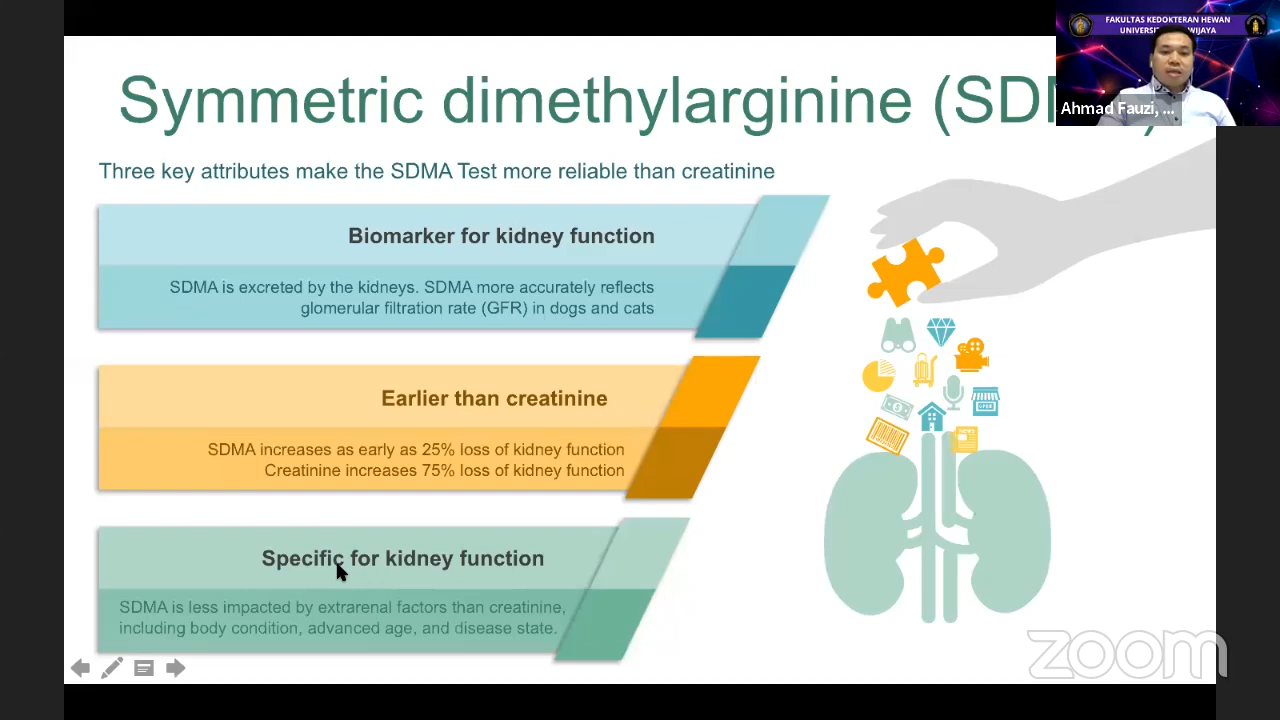 FAKULTAS KEDOKTERAN HEWAN
Ahmad Fauzi, ...
Symmetric dimethylarginine
Three key attributes make the SDMA Test more reliable than creatinine
Biomarker for kidney function
SDMA is excreted by the kidneys. SDMA more accurately reflects
glomerular filtration rate (GFR) in dogs and cats
Earlier than creatinine
SDMA increases as early as 25% loss of kidney function
Creatinine increases 75% loss of kidney function
Specific for kidney function
SDMA is less impacted by extrarenal factors than creatinine,
including body condition, advanced age, and disease state.
zoom